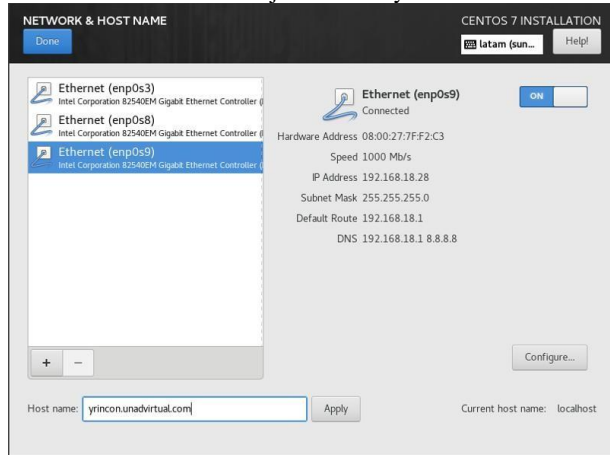 NETWORK & HOST NAME
CENTOS 7 INSTALLATION
Done
latam (sun...
Help!
Ethernet (enp0s3)
Intel Corporation 82540EM Gigabit Ethernet Controller (
Ethernet (enp0s8)
Intel Corporation 82540EM Gigabit Ethernet Controller (
Ethernet (enp0s9)
Intel Corporation 82540EM Gigabit Ethernet Controller (
Ethernet (enp0s9)
Connected
ON
Hardware Address 08:00:27:7F:F2:C3
Speed 1000 Mb/s
IP Address 192.168.18.28
Subnet Mask 255.255.255.0
Default Route 192.168.18.1
DNS 192.168.18.1 8.8.8.8
+ −
Configure...
Host name: yrincon.unadvirtual.com
Apply
Current host name: localhost